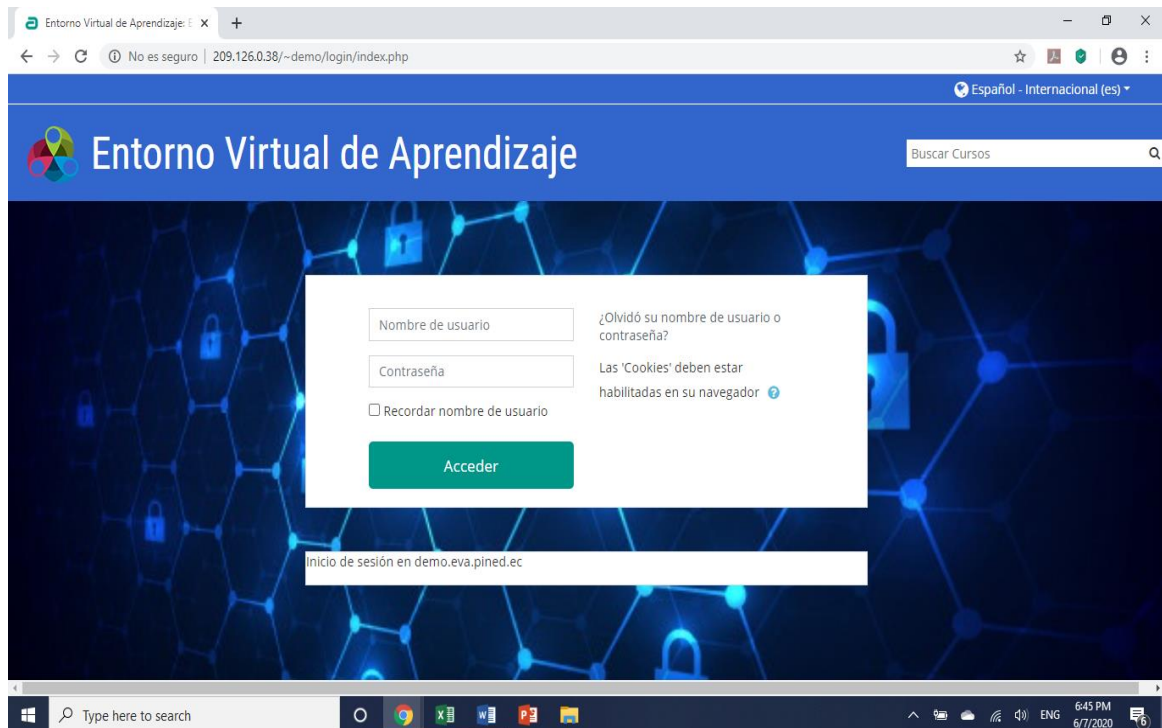 Entorno Virtual de Aprendizaje: E
No es seguro | 209.126.0.38/~demo/login/index.php
Español - Internacional (es)
Entorno Virtual de Aprendizaje
Buscar Cursos
Nombre de usuario
¿Olvidó su nombre de usuario o
contraseña?
Contraseña
Las 'Cookies' deben estar
habilitadas en su navegador
Recordar nombre de usuario
Acceder
Inicio de sesión en demo.eva.pined.ec
Type here to search
ENG
6:45 PM
6/7/2020
6